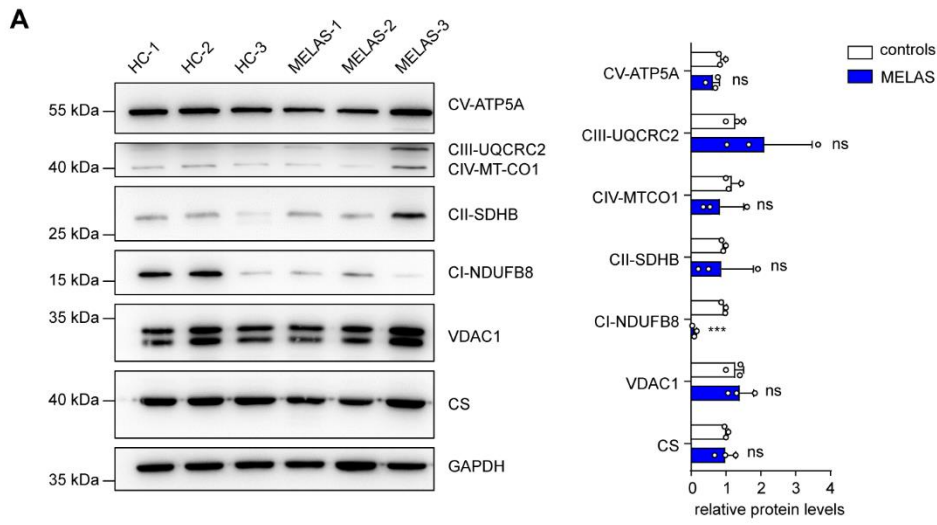 A
HC-1
HC-2
HC-3
MELAS-1
MELAS-2
MELAS-3
55 kDa
CV-ATP5A
CIII-UQCRC2
40 kDa
CIV-MT-CO1
CII-SDHB
25 kDa
15 kDa
CI-NDUFB8
35 kDa
VDAC1
40 kDa
CS
GAPDH
35 kDa
controls
MELAS
CV-ATP5A
ns
CIII-UQCRC2
ns
CIV-MTCO1
ns
CII-SDHB
ns
CI-NDUFB8
***
VDAC1
ns
CS
ns
0 1 2 3 4
relative protein levels